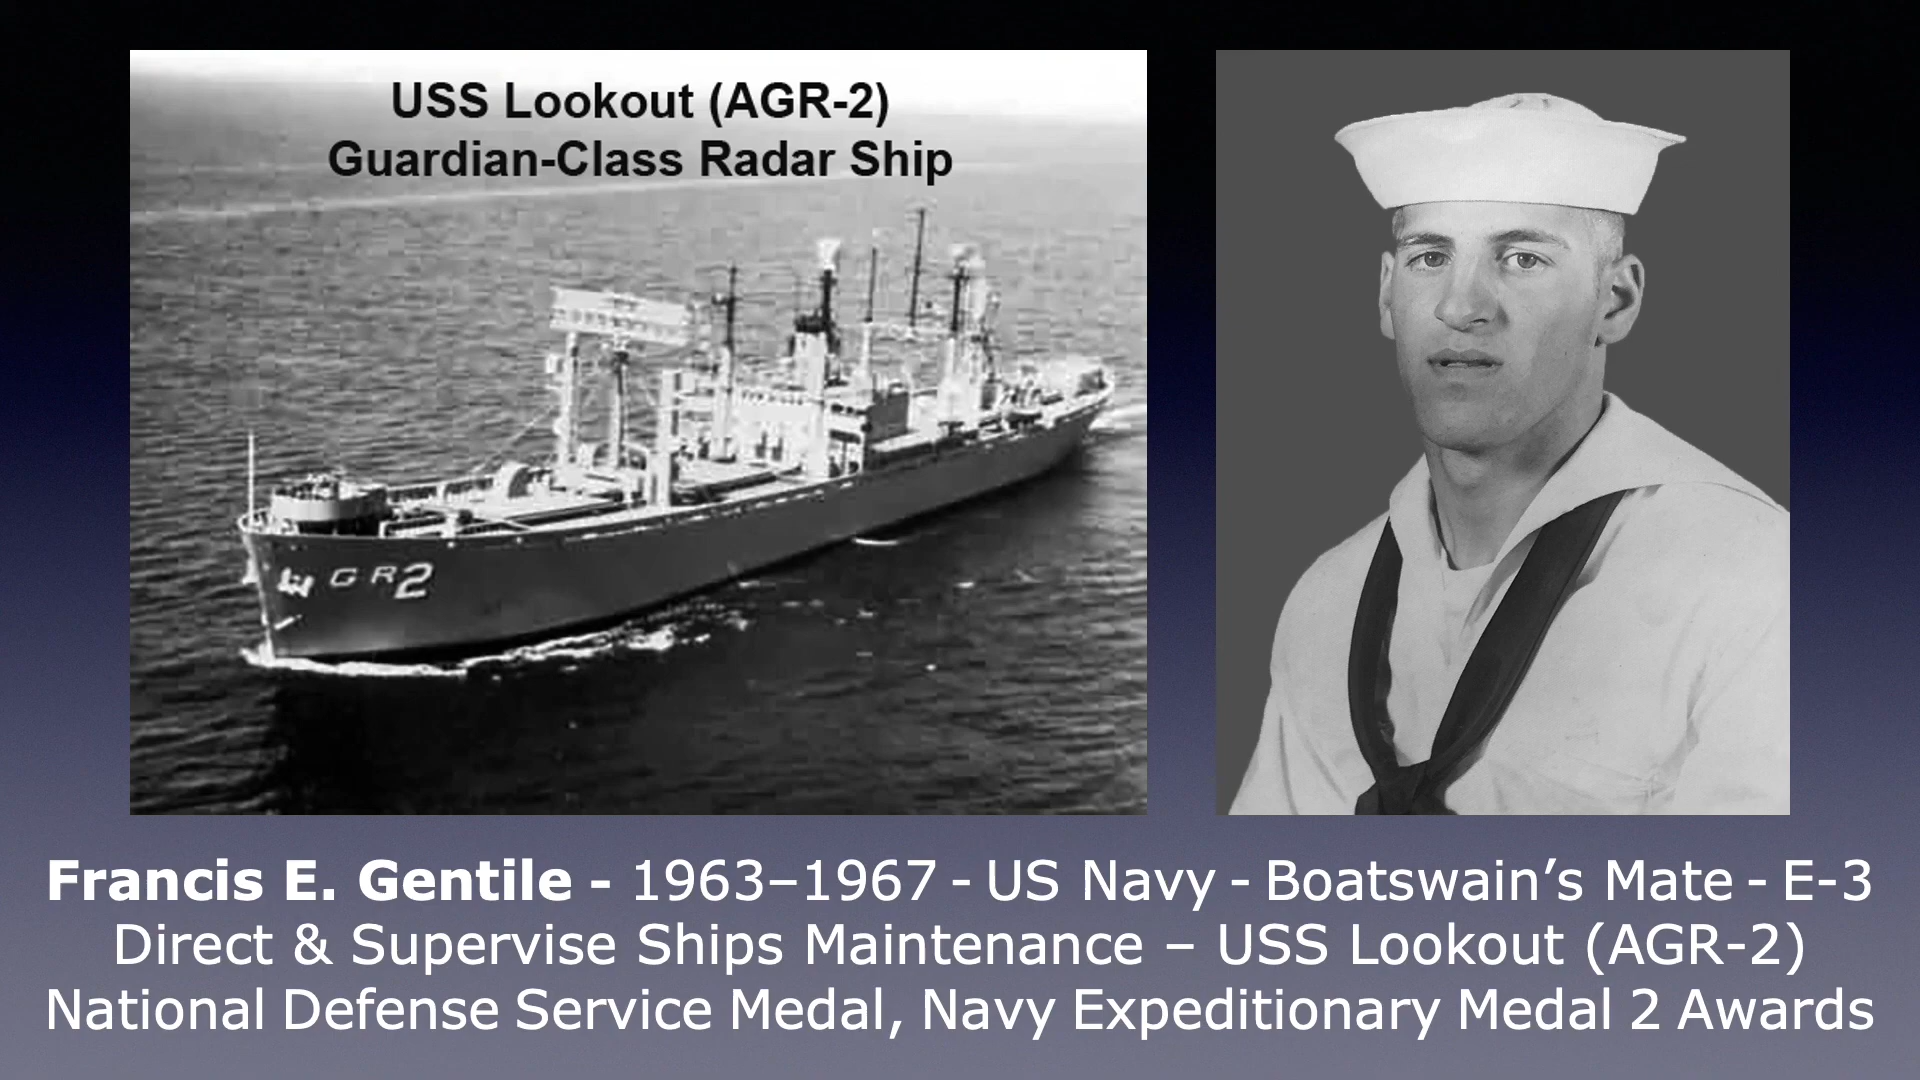 USS Lookout (AGR-2)
Guardian-Class Radar Ship
GR2
Francis E. Gentile - 1963–1967 - US Navy - Boatswain’s Mate - E-3
Direct & Supervise Ships Maintenance – USS Lookout (AGR-2)
National Defense Service Medal, Navy Expeditionary Medal 2 Awards